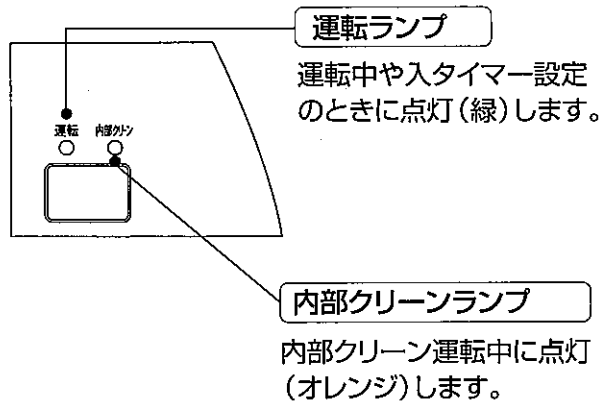 運転ランプ
運転中や入タイマー設定
のときに点灯(緑)します。
運転 内部クリーン
内部クリーンランプ
内部クリーン運転中に点灯
(オレンジ)します。